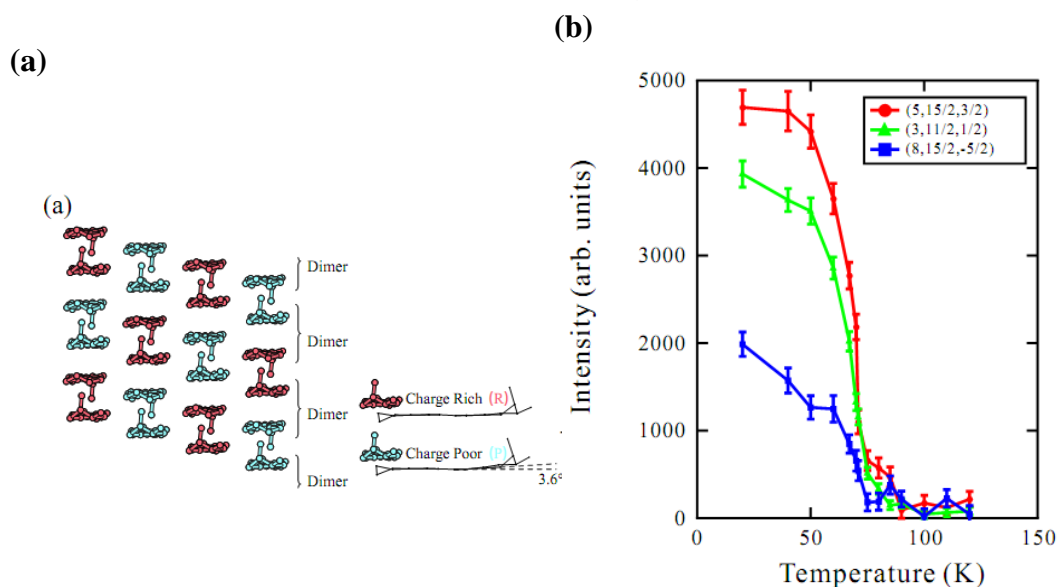 (a)
(b)
(a)
Dimer
Dimer
Dimer
Dimer
Charge Rich (R)
Charge Poor (P)
3.6°
Intensity (arb. units)
5000
4000
3000
2000
1000
0
(5,15/2,3/2)
(3,11/2,1/2)
(8,15/2,-5/2)
0 50 100 150
Temperature (K)